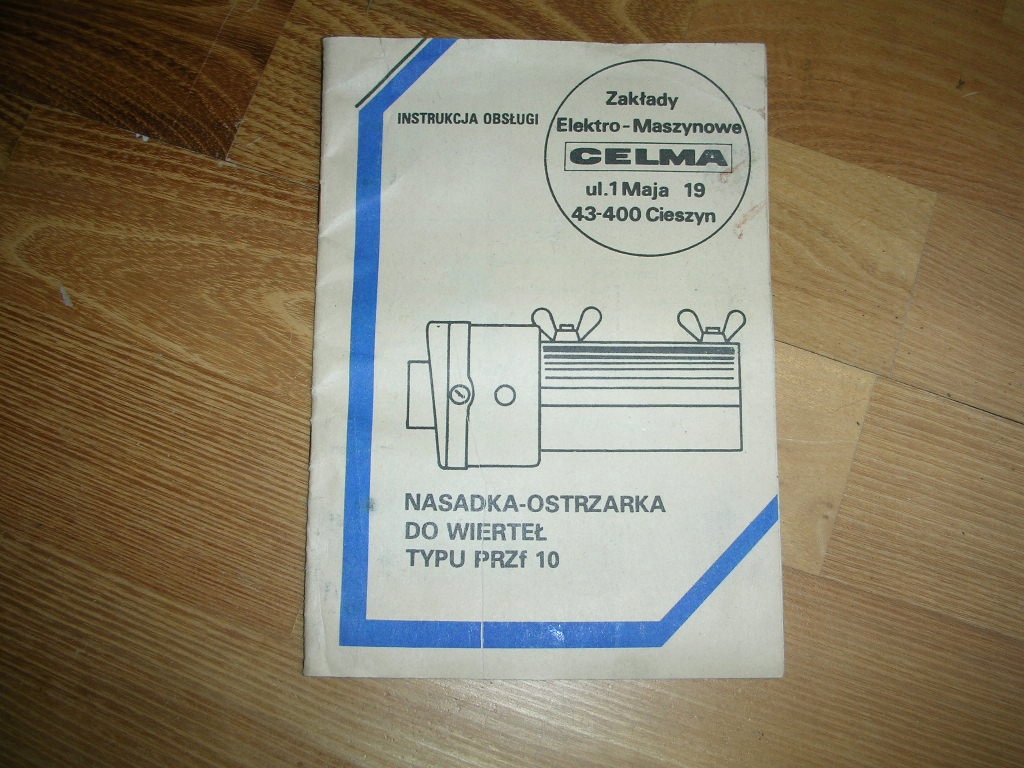 INSTRUKCJA OBSŁUGI
Zakłady
Elektro-Maszynowe
CELMA
ul.1 Maja 19
43-400 Cieszyn
NASADKA-OSTRZARKA
DO WIERTEŁ
TYPU PRZf 10